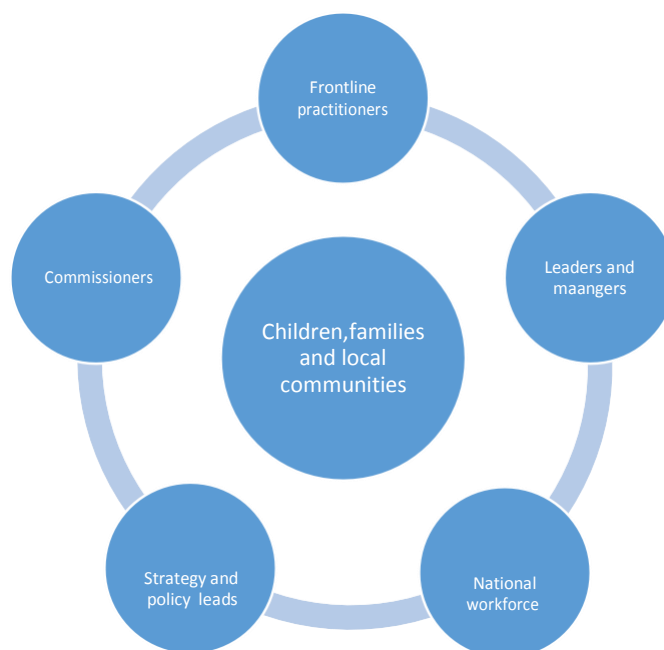 Frontline
practitioners
Leaders and
maangers
National
workforce
Strategy and
policy leads
Commissioners
Children,families
and local
communities